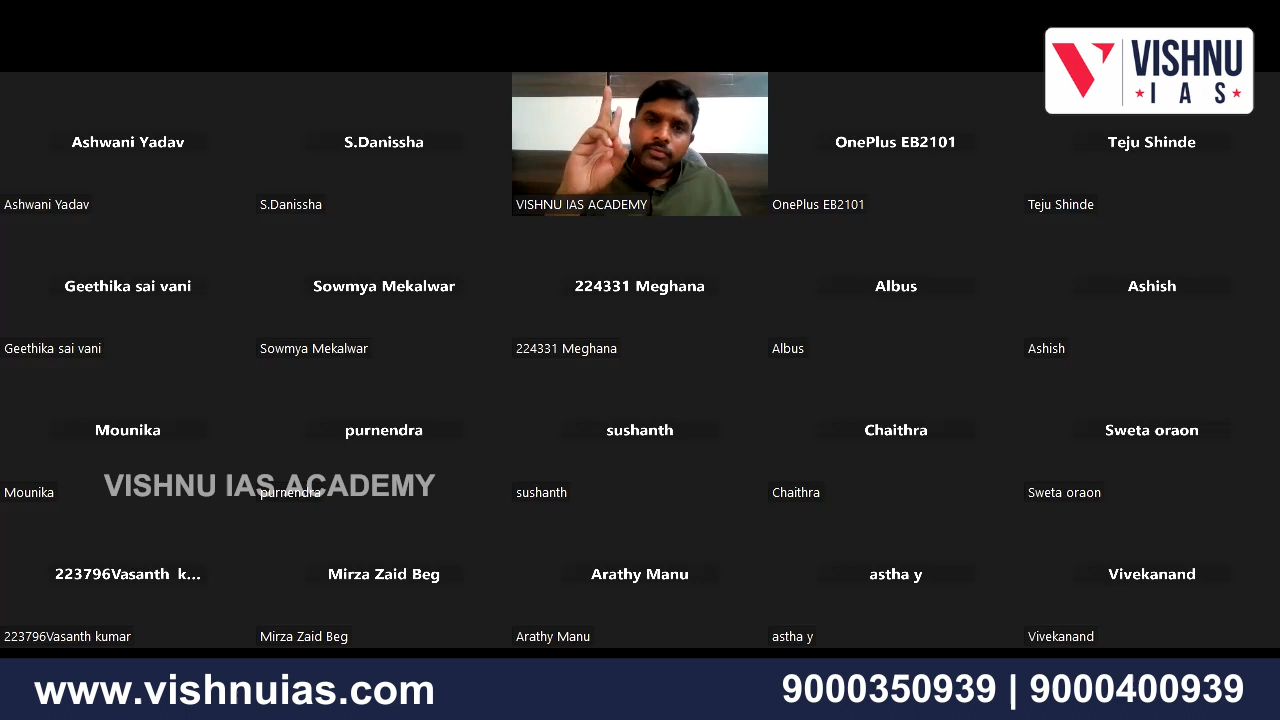 VISHNU
IAS
Ashwani Yadav
S.Danissha
OnePlus EB2101
Teju Shinde
Ashwani Yadav
S.Danissha
VISHNU IAS ACADEMY
OnePlus EB2101
Teju Shinde
Geethika sai vani
Sowmya Mekalwar
224331 Meghana
Albus
Ashish
Geethika sai vani
Sowmya Mekalwar
224331 Meghana
Albus
Ashish
Mounika
purnendra
sushanth
Chaithra
Sweta oraon
VISHNU IAS ACADEMY
Mounika
purnendra
sushanth
Chaithra
Sweta oraon
223796Vasanth k...
Mirza Zaid Beg
Arathy Manu
astha y
Vivekanand
223796Vasanth kumar
Mirza Zaid Beg
Arathy Manu
astha y
Vivekanand
www.vishnuias.com
9000350939 | 9000400939